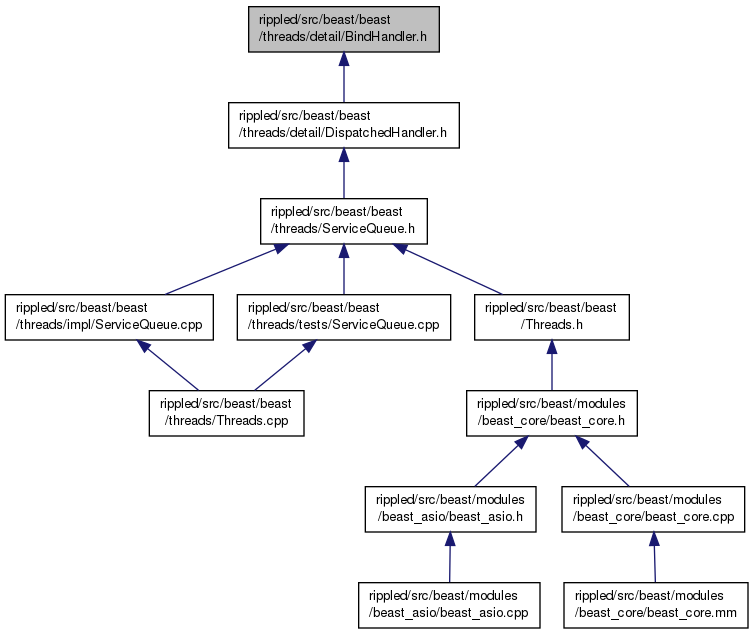 rippled/src/beast/beast
/threads/detail/BindHandler.h
rippled/src/beast/beast
/threads/detail/DispatchedHandler.h
rippled/src/beast/beast
/threads/ServiceQueue.h
rippled/src/beast/beast
/threads/impl/ServiceQueue.cpp
rippled/src/beast/beast
/threads/tests/ServiceQueue.cpp
rippled/src/beast/beast
/Threads.h
rippled/src/beast/beast
/threads/Threads.cpp
rippled/src/beast/modules
/beast_core/beast_core.h
rippled/src/beast/modules
/beast_asio/beast_asio.h
rippled/src/beast/modules
/beast_core/beast_core.cpp
rippled/src/beast/modules
/beast_asio/beast_asio.cpp
rippled/src/beast/modules
/beast_core/beast_core.mm